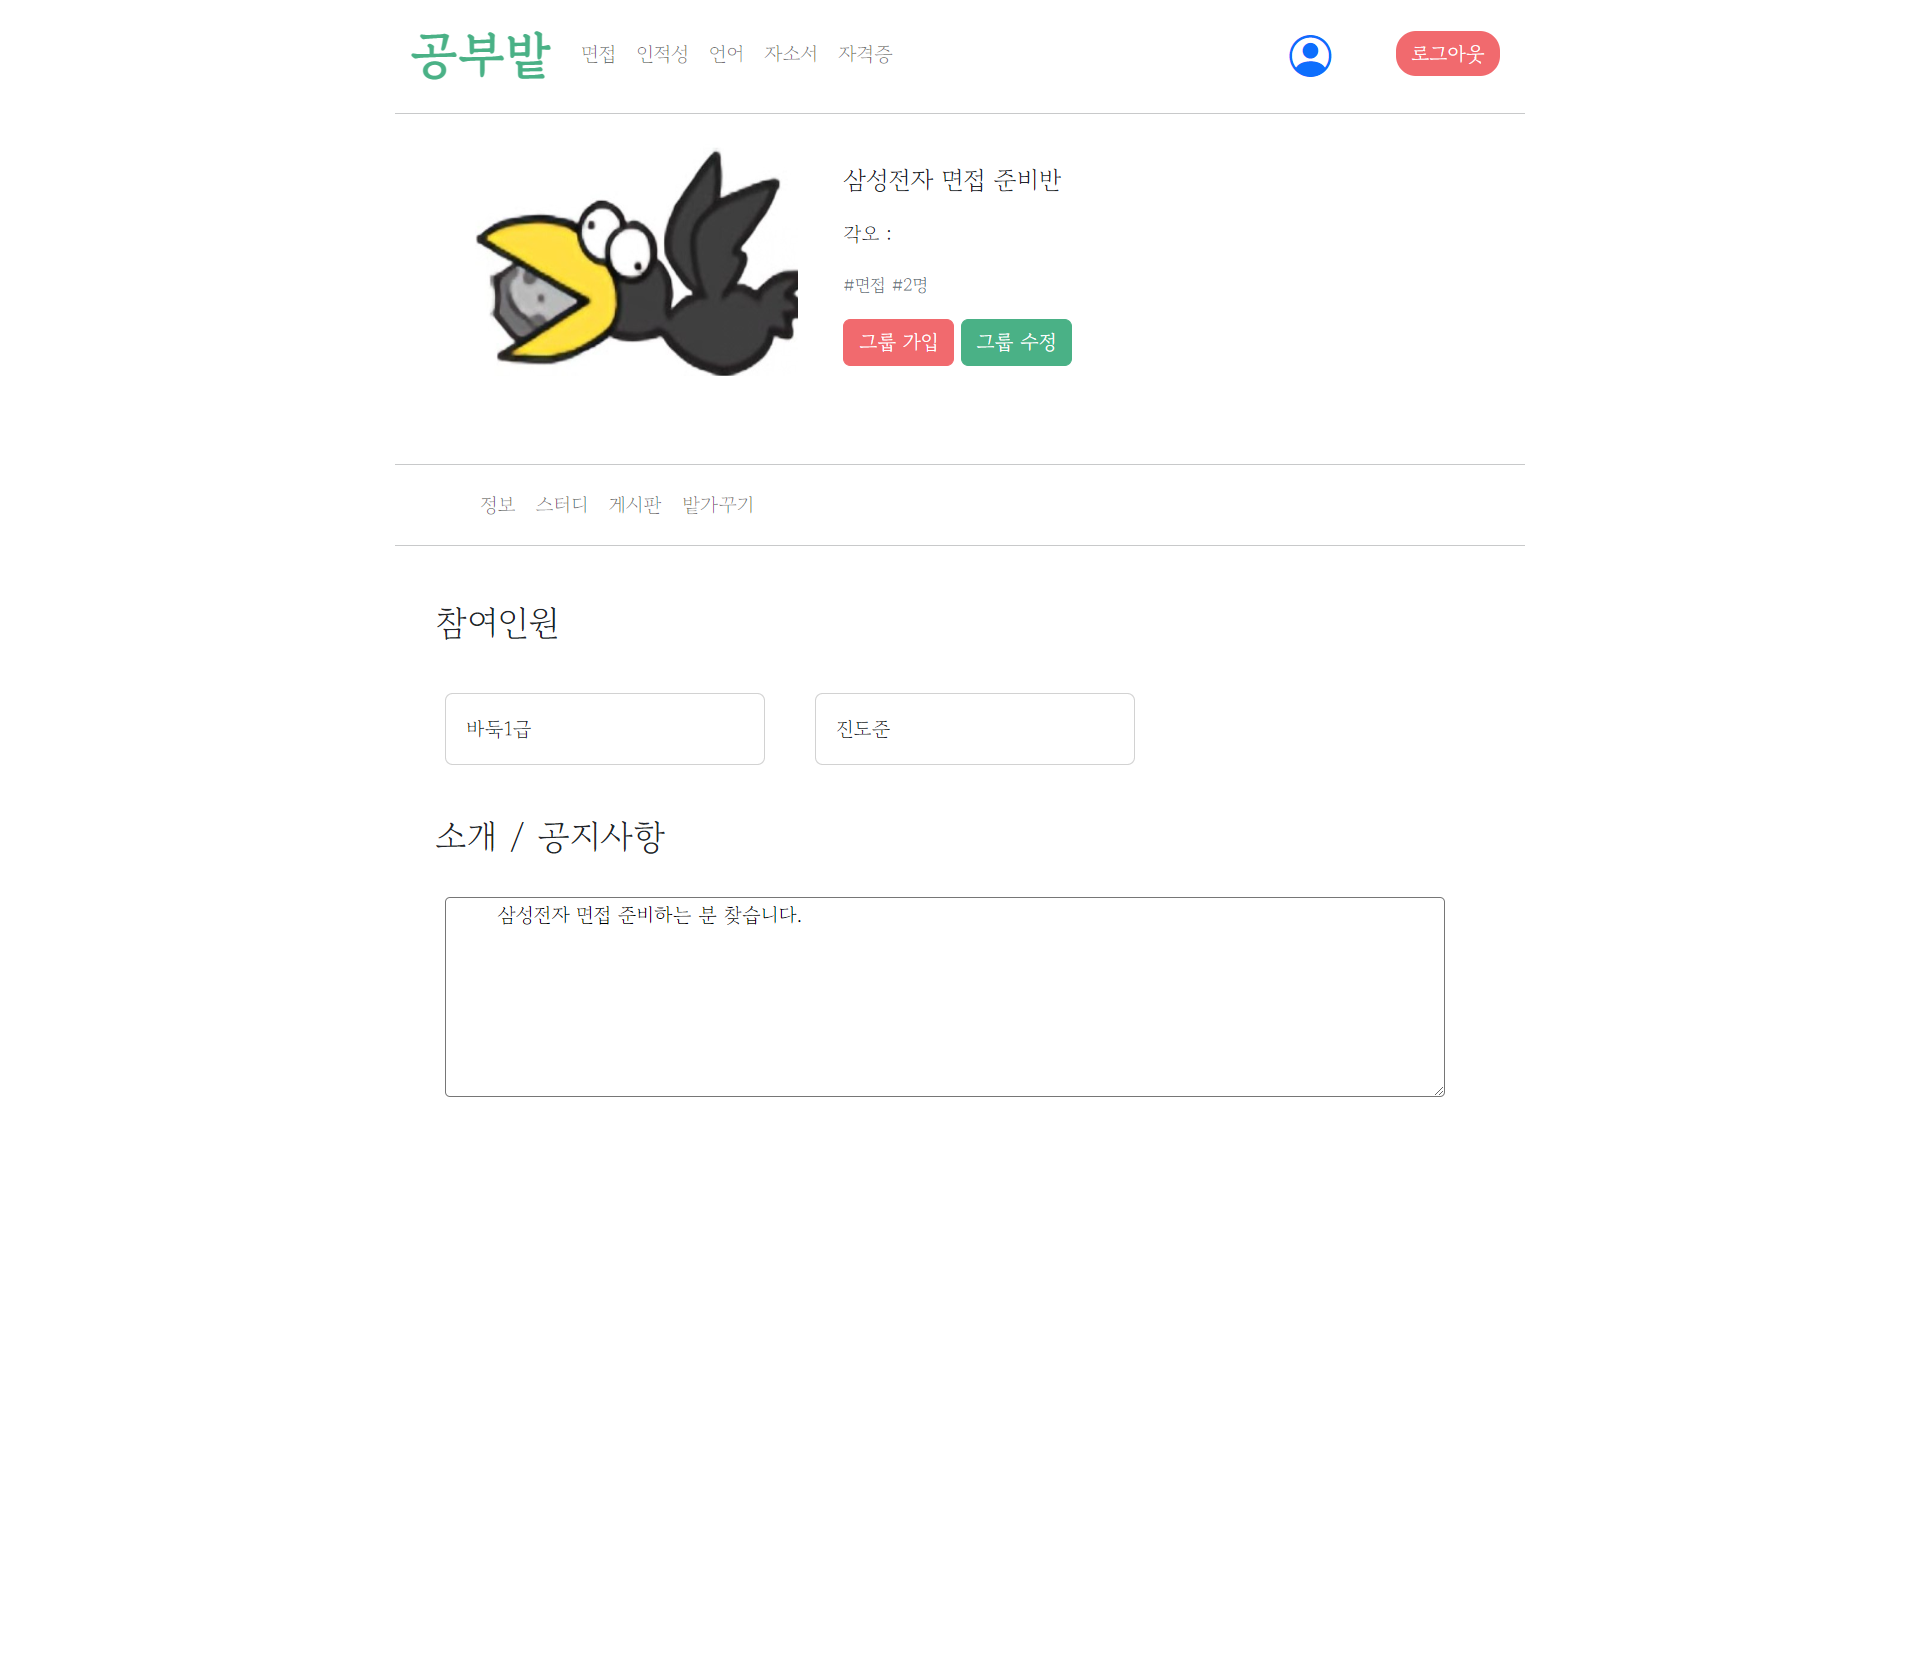 공부밭 면접 인적성 언어 자소서 자격증 로그아웃
삼성전자 면접 준비반
각오 :
#면접 #2명
그룹 가입 그룹 수정
정보 스터디 게시판 밭가꾸기
참여인원
바둑1급 진도준
소개 / 공지사항
삼성전자 면접 준비하는 분 찾습니다.